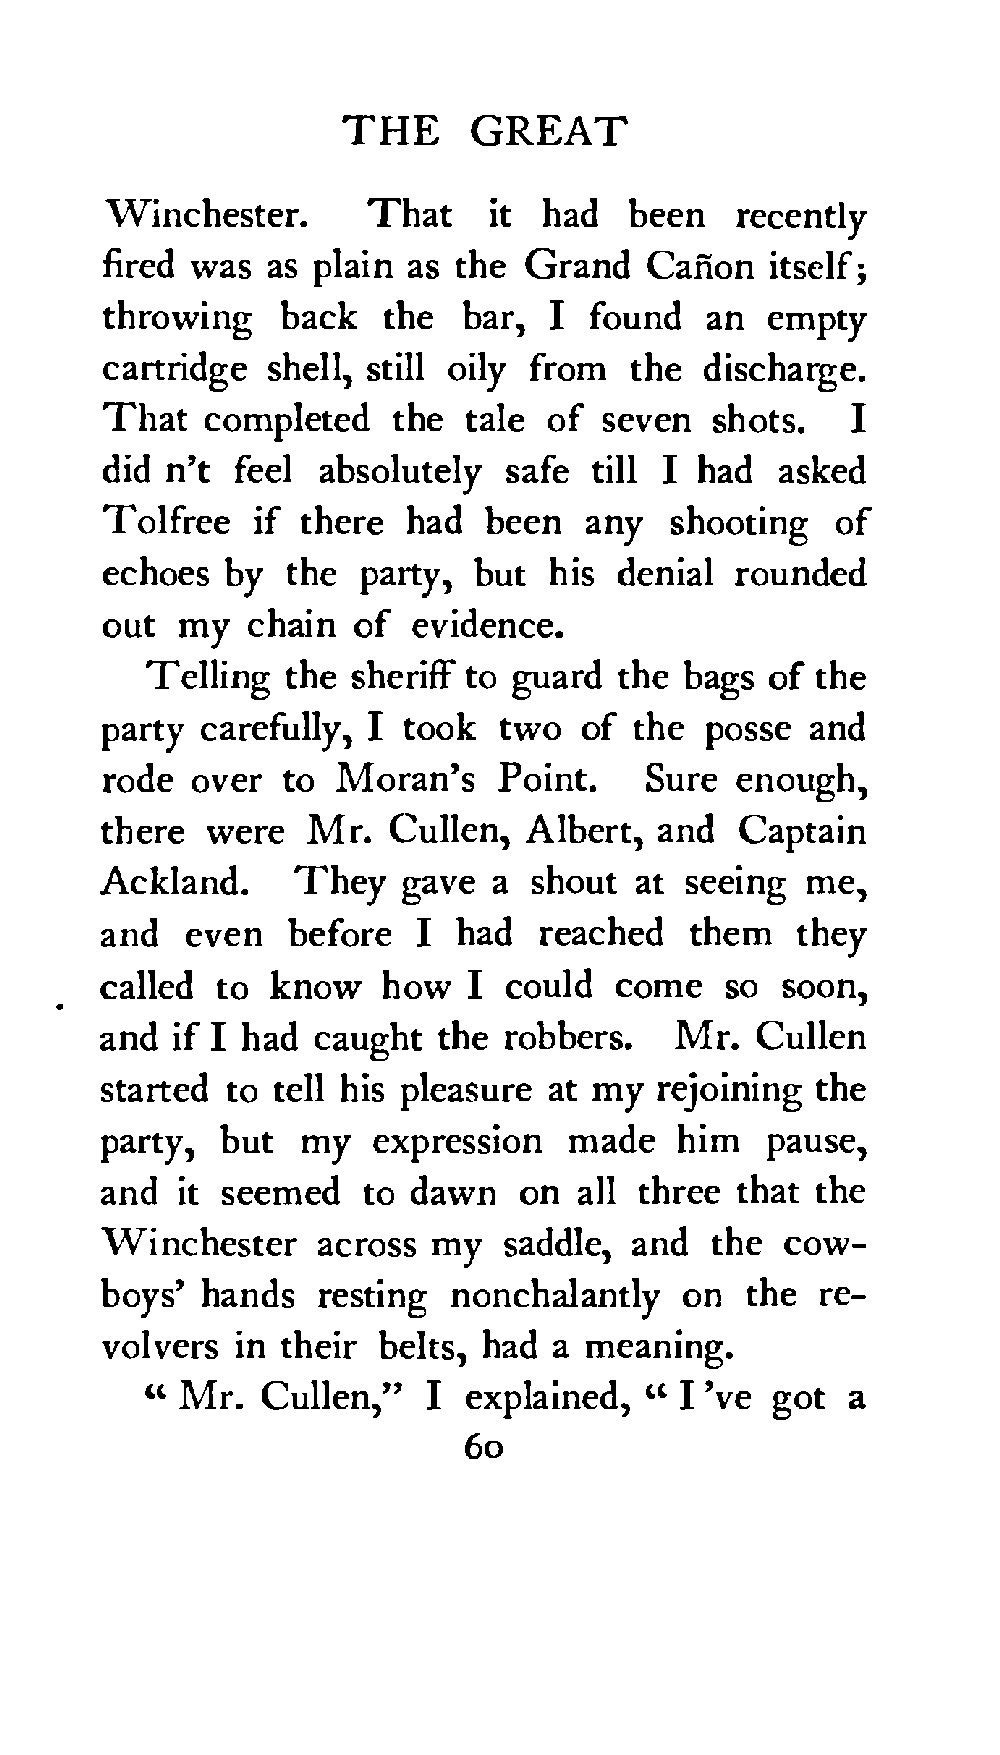 THE GREAT
Winchester. That it had been recently
fired was as plain as the Grand Cañon itself;
throwing back the bar, I found an empty
cartridge shell, still oily from the discharge.
That completed the tale of seven shots. I
did n't feel absolutely safe till I had asked
Tolfree if there had been any shooting of
echoes by the party, but his denial rounded
out my chain of evidence.
Telling the sheriff to guard the bags of the
party carefully, I took two of the posse and
rode over to Moran's Point. Sure enough,
there were Mr. Cullen, Albert, and Captain
Ackland. They gave a shout at seeing me,
and even before I had reached them they
called to know how I could come so soon,
and if I had caught the robbers. Mr. Cullen
started to tell his pleasure at my rejoining the
party, but my expression made him pause,
and it seemed to dawn on all three that the
Winchester across my saddle, and the cow-
boys' hands resting nonchalantly on the re-
volvers in their belts, had a meaning.
“ Mr. Cullen,” I explained, “ I 've got a
60